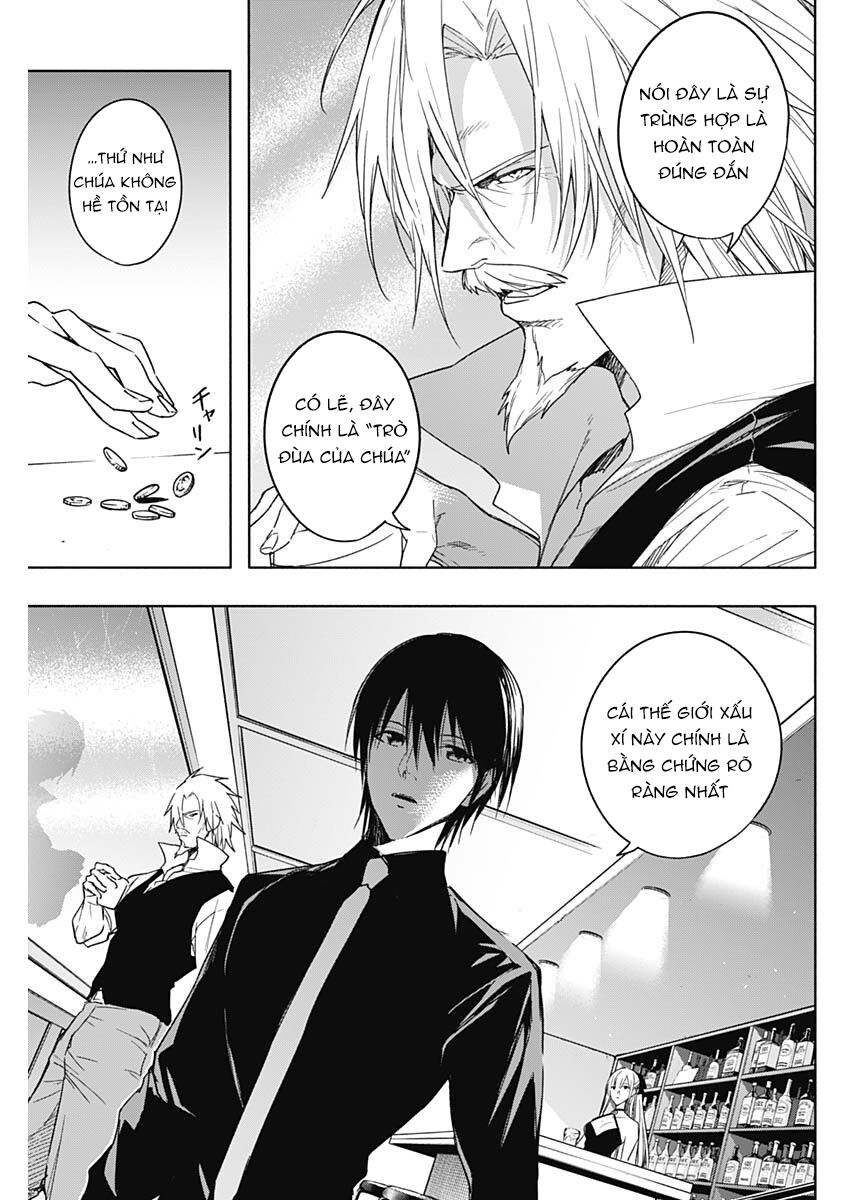 NÓI ĐÂY LÀ SỰ
TRÙNG HỢP LÀ
HOÀN TOÀN
ĐÚNG ĐẮN
CÓ LẼ, ĐÂY
CHÍNH LÀ "TRÒ
ĐÙA CỦA CHÚA"
...THỨ NHƯ
CHÚA KHÔNG
HỀ TỒN TẠI
チャリン
CÁI THẾ GIỚI XẤU
XÍ NÀY CHÍNH LÀ
BẰNG CHỨNG RÕ
RÀNG NHẤT